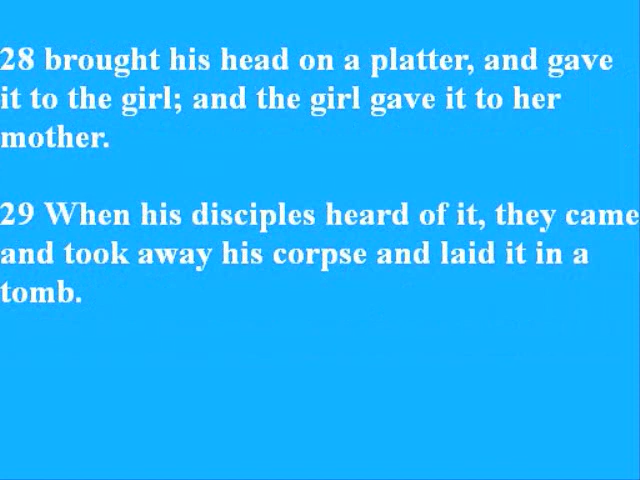 28 brought his head on a platter, and gave
it to the girl; and the girl gave it to her
mother.
29 When his disciples heard of it, they came
and took away his corpse and laid it in a
tomb.